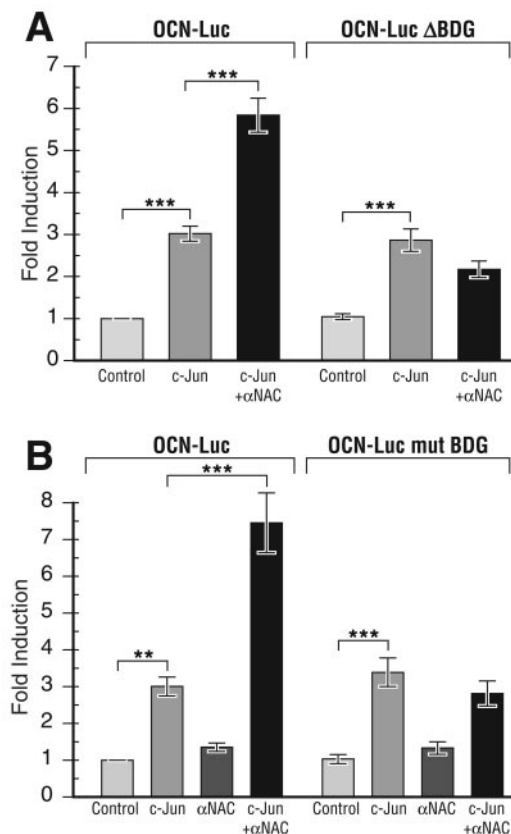 A
OCN-Luc
OCN-Luc ΔBDG
Fold Induction
7
6
5
4
3
2
1
0
***
***
***
Control
c-Jun
c-Jun
+αNAC
Control
c-Jun
c-Jun
+αNAC
B
OCN-Luc
OCN-Luc mut BDG
Fold Induction
8
7
6
5
4
3
2
1
0
***
**
***
Control
c-Jun
αNAC
c-Jun
+αNAC
Control
c-Jun
αNAC
c-Jun
+αNAC